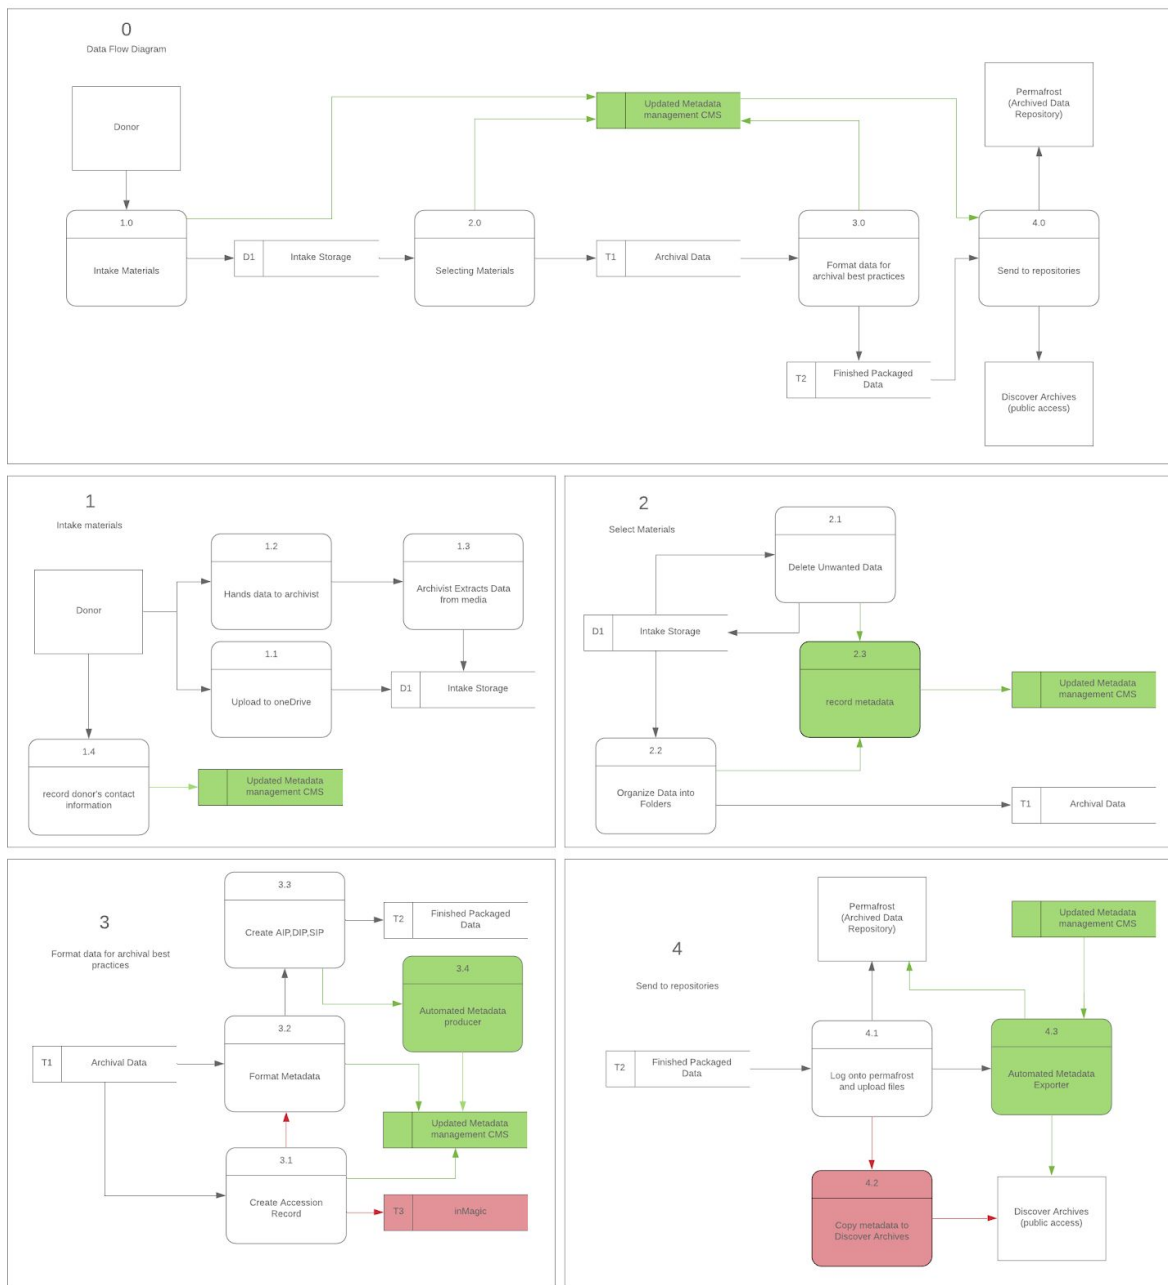 0
Data Flow Diagram
Donor
Updated Metadata
management CMS
Permafrost
(Archived Data
Repository)
1.0
Intake Materials
D1
Intake Storage
2.0
Selecting Materials
T1
Archival Data
3.0
Format data for
archival best practices
4.0
Send to repositories
T2
Finished Packaged
Data
Discover Archives
(public access)
1
Intake materials
Donor
1.2
Hands data to archivist
1.3
Archivist Extracts Data
from media
1.1
Upload to oneDrive
D1
Intake Storage
1.4
record donor's contact
information
Updated Metadata
management CMS
2
Select Materials
2.1
Delete Unwanted Data
D1
Intake Storage
2.3
record metadata
Updated Metadata
management CMS
2.2
Organize Data into
Folders
T1
Archival Data
3
Format data for archival best
practices
3.3
Create AIP,DIP,SIP
T2
Finished Packaged
Data
3.4
Automated Metadata
producer
T1
Archival Data
3.2
Format Metadata
Updated Metadata
management CMS
3.1
Create Accession
Record
T3
inMagic
4
Send to repositories
Permafrost
(Archived Data
Repository)
Updated Metadata
management CMS
T2
Finished Packaged
Data
4.1
Log onto permafrost
and upload files
4.3
Automated Metadata
Exporter
4.2
Copy metadata to
Discover Archives
Discover Archives
(public access)